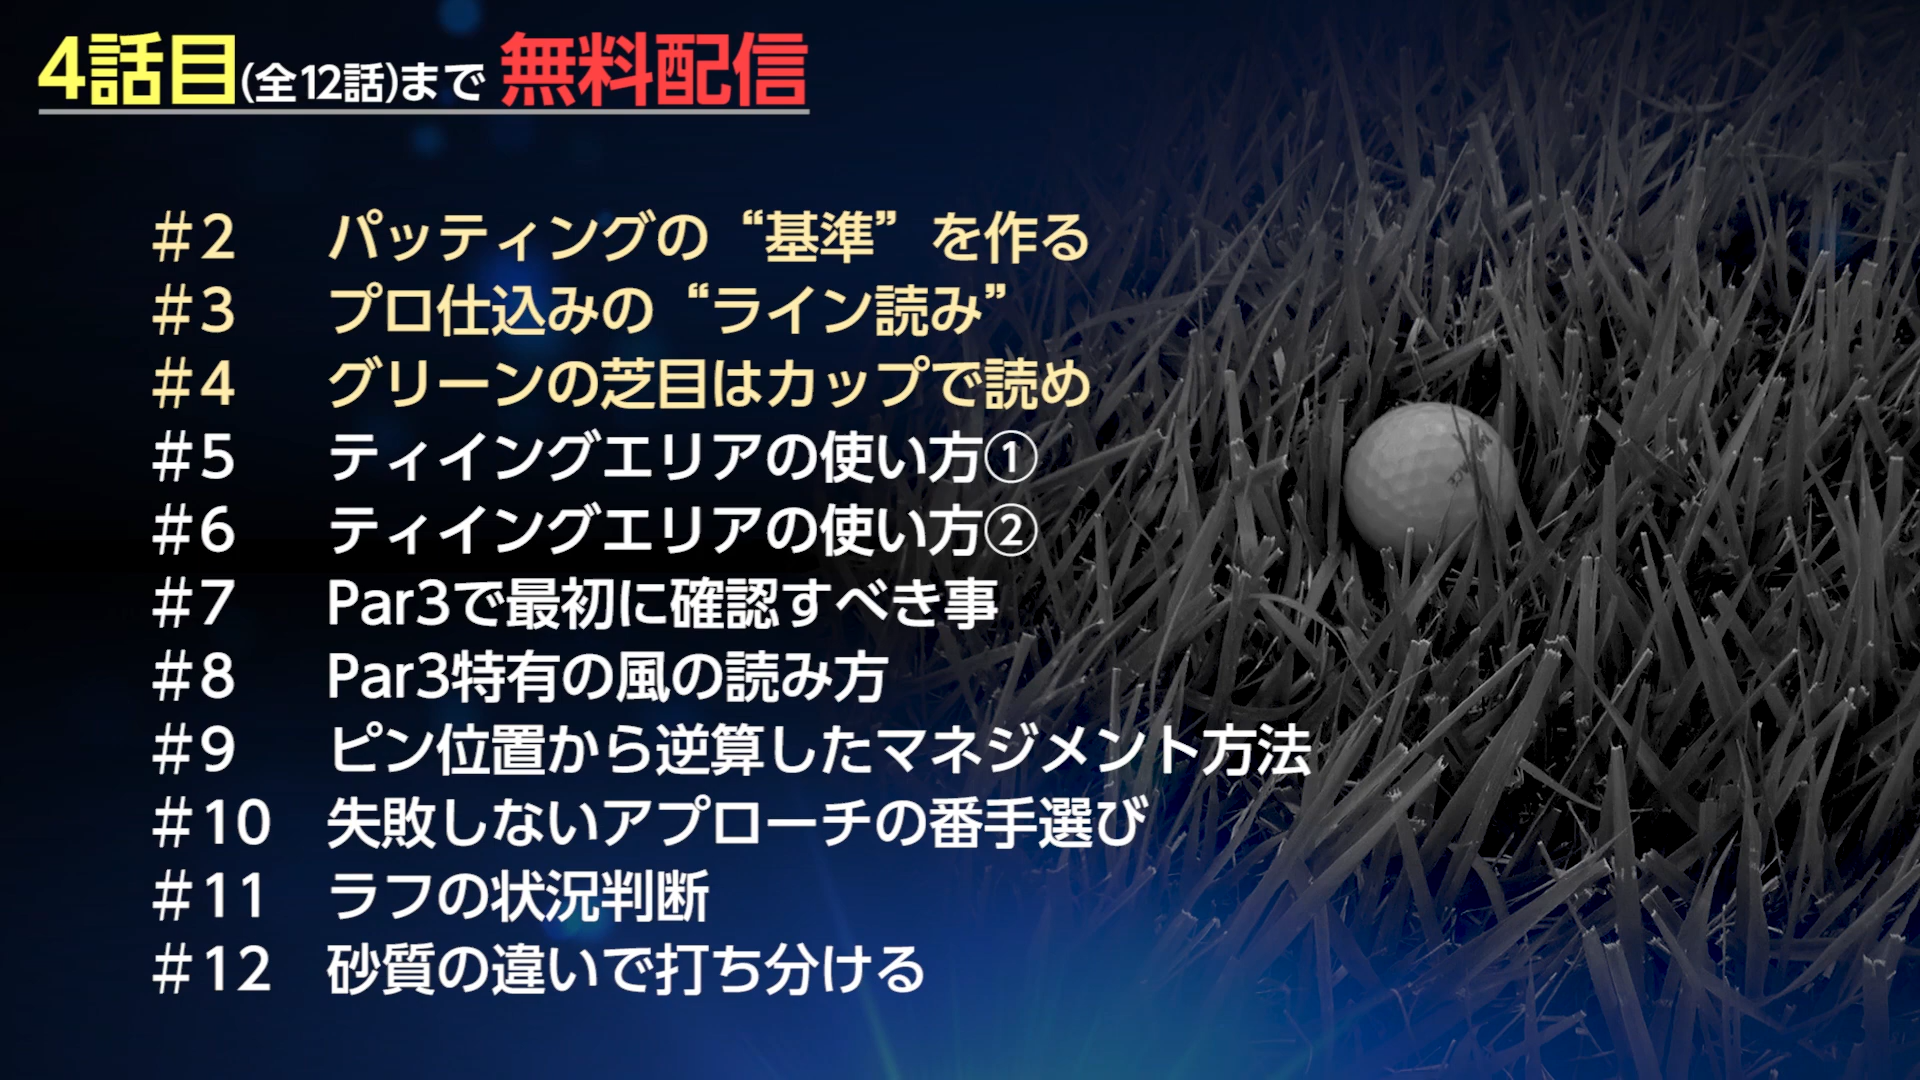 4話目(全12話)まで 無料配信
#2 パッティングの“基準”を作る
#3 プロ仕込みの“ライン読み”
#4 グリーンの芝目はカップで読め
#5 ティイングエリアの使い方①
#6 ティイングエリアの使い方②
#7 Par3で最初に確認すべき事
#8 Par3特有の風の読み方
#9 ピン位置から逆算したマネジメント方法
#10 失敗しないアプローチの番手選び
#11 ラフの状況判断
#12 砂質の違いで打ち分ける